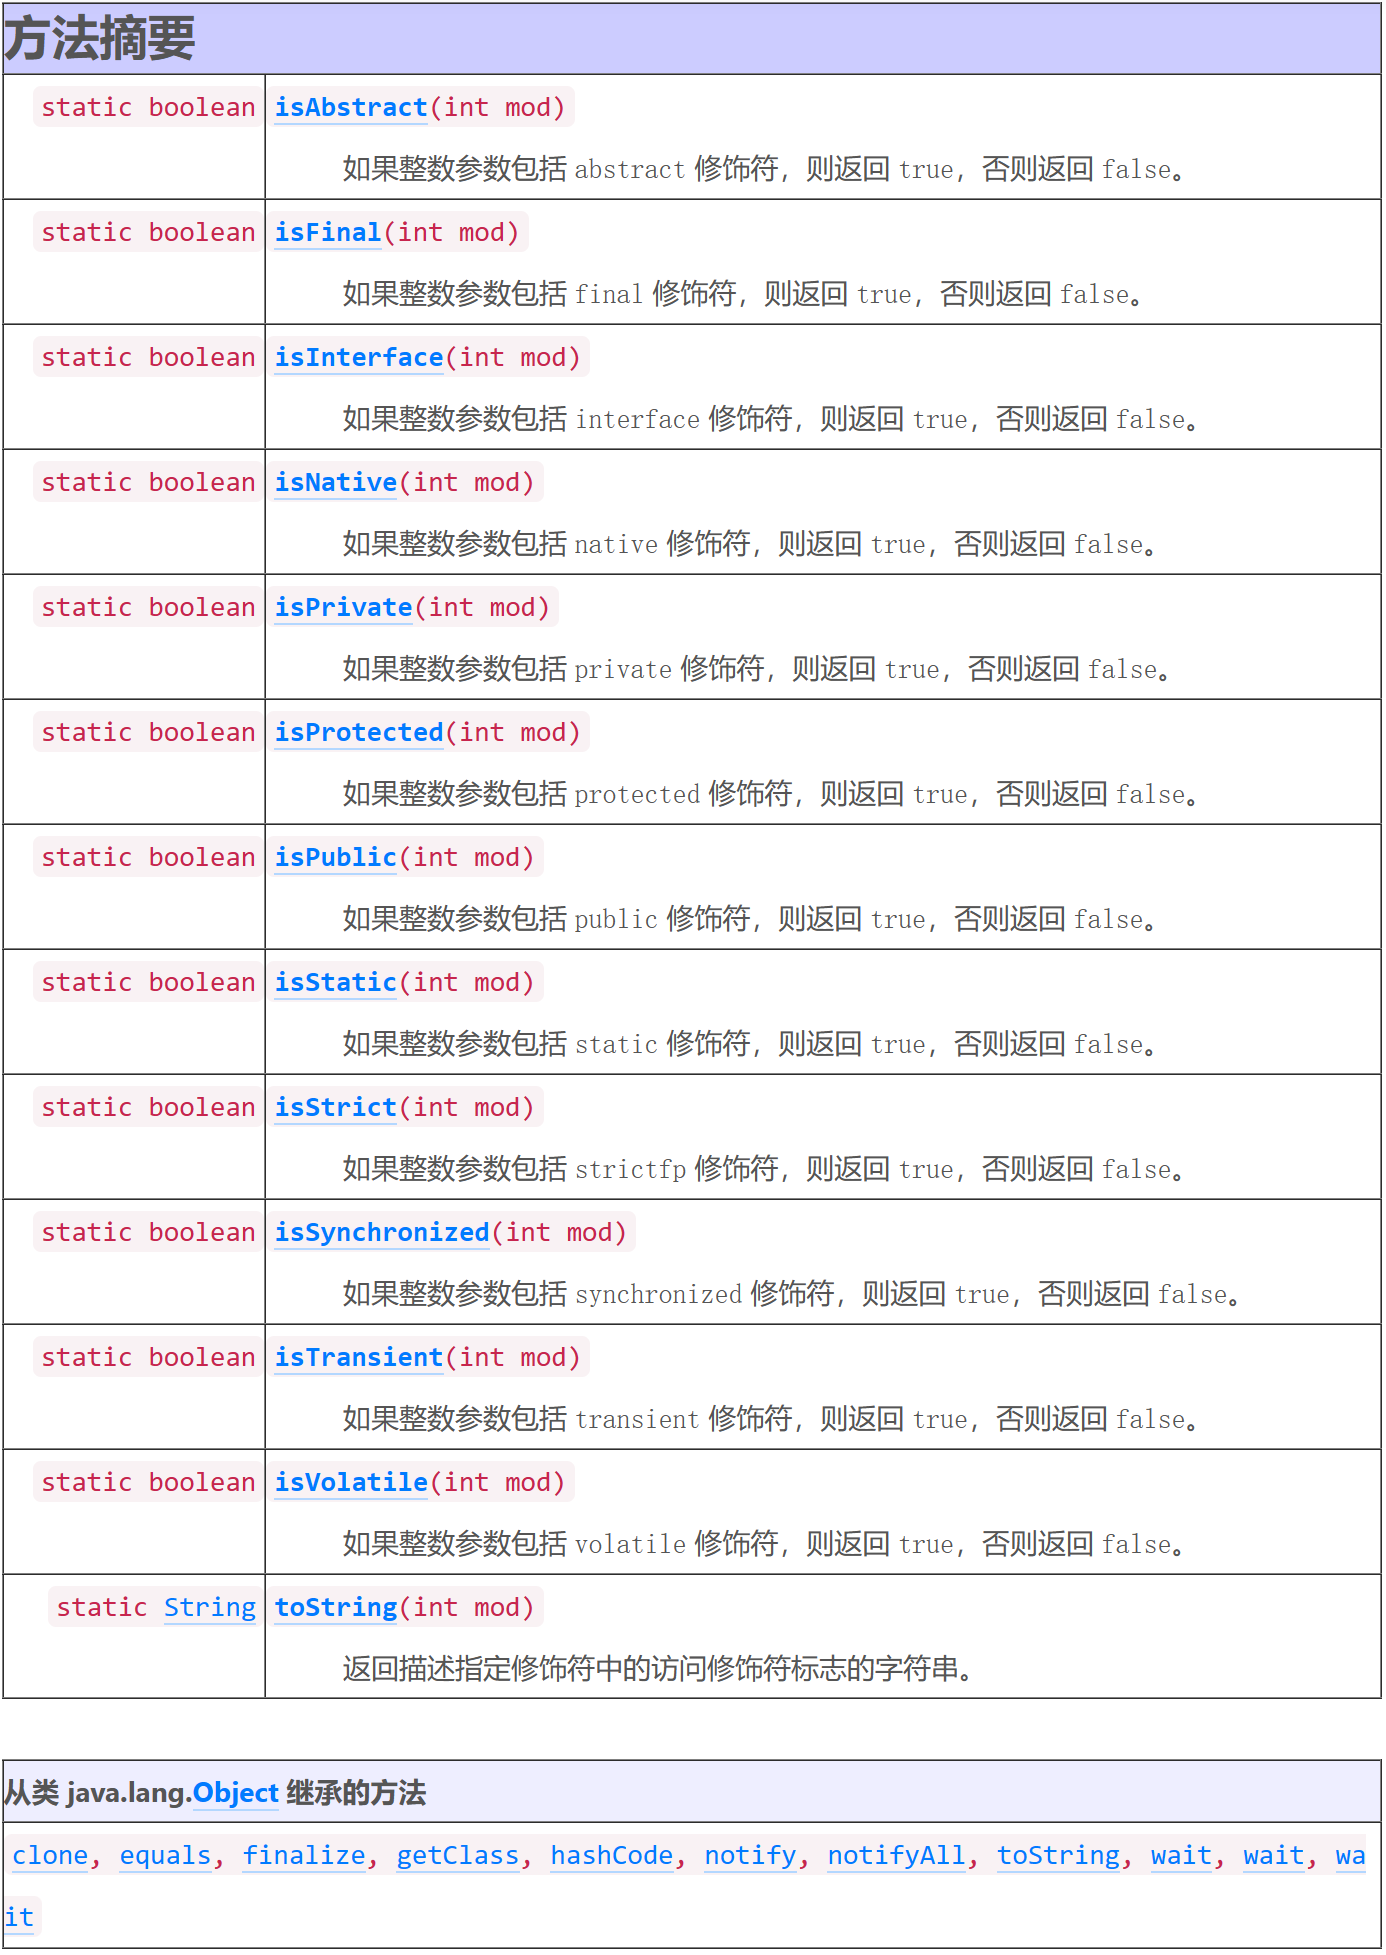 方法摘要
static boolean isAbstract(int mod)
如果整数参数包括 abstract 修饰符，则返回 true，否则返回 false。
static boolean isFinal(int mod)
如果整数参数包括 final 修饰符，则返回 true，否则返回 false。
static boolean isInterface(int mod)
如果整数参数包括 interface 修饰符，则返回 true，否则返回 false。
static boolean isNative(int mod)
如果整数参数包括 native 修饰符，则返回 true，否则返回 false。
static boolean isPrivate(int mod)
如果整数参数包括 private 修饰符，则返回 true，否则返回 false。
static boolean isProtected(int mod)
如果整数参数包括 protected 修饰符，则返回 true，否则返回 false。
static boolean isPublic(int mod)
如果整数参数包括 public 修饰符，则返回 true，否则返回 false。
static boolean isStatic(int mod)
如果整数参数包括 static 修饰符，则返回 true，否则返回 false。
static boolean isStrict(int mod)
如果整数参数包括 strictfp 修饰符，则返回 true，否则返回 false。
static boolean isSynchronized(int mod)
如果整数参数包括 synchronized 修饰符，则返回 true，否则返回 false。
static boolean isTransient(int mod)
如果整数参数包括 transient 修饰符，则返回 true，否则返回 false。
static boolean isVolatile(int mod)
如果整数参数包括 volatile 修饰符，则返回 true，否则返回 false。
static String toString(int mod)
返回描述指定修饰符中的访问修饰符标志的字符串。
从类 java.lang.Object 继承的方法
clone, equals, finalize, getClass, hashCode, notify, notifyAll, toString, wait, wait, wa
it